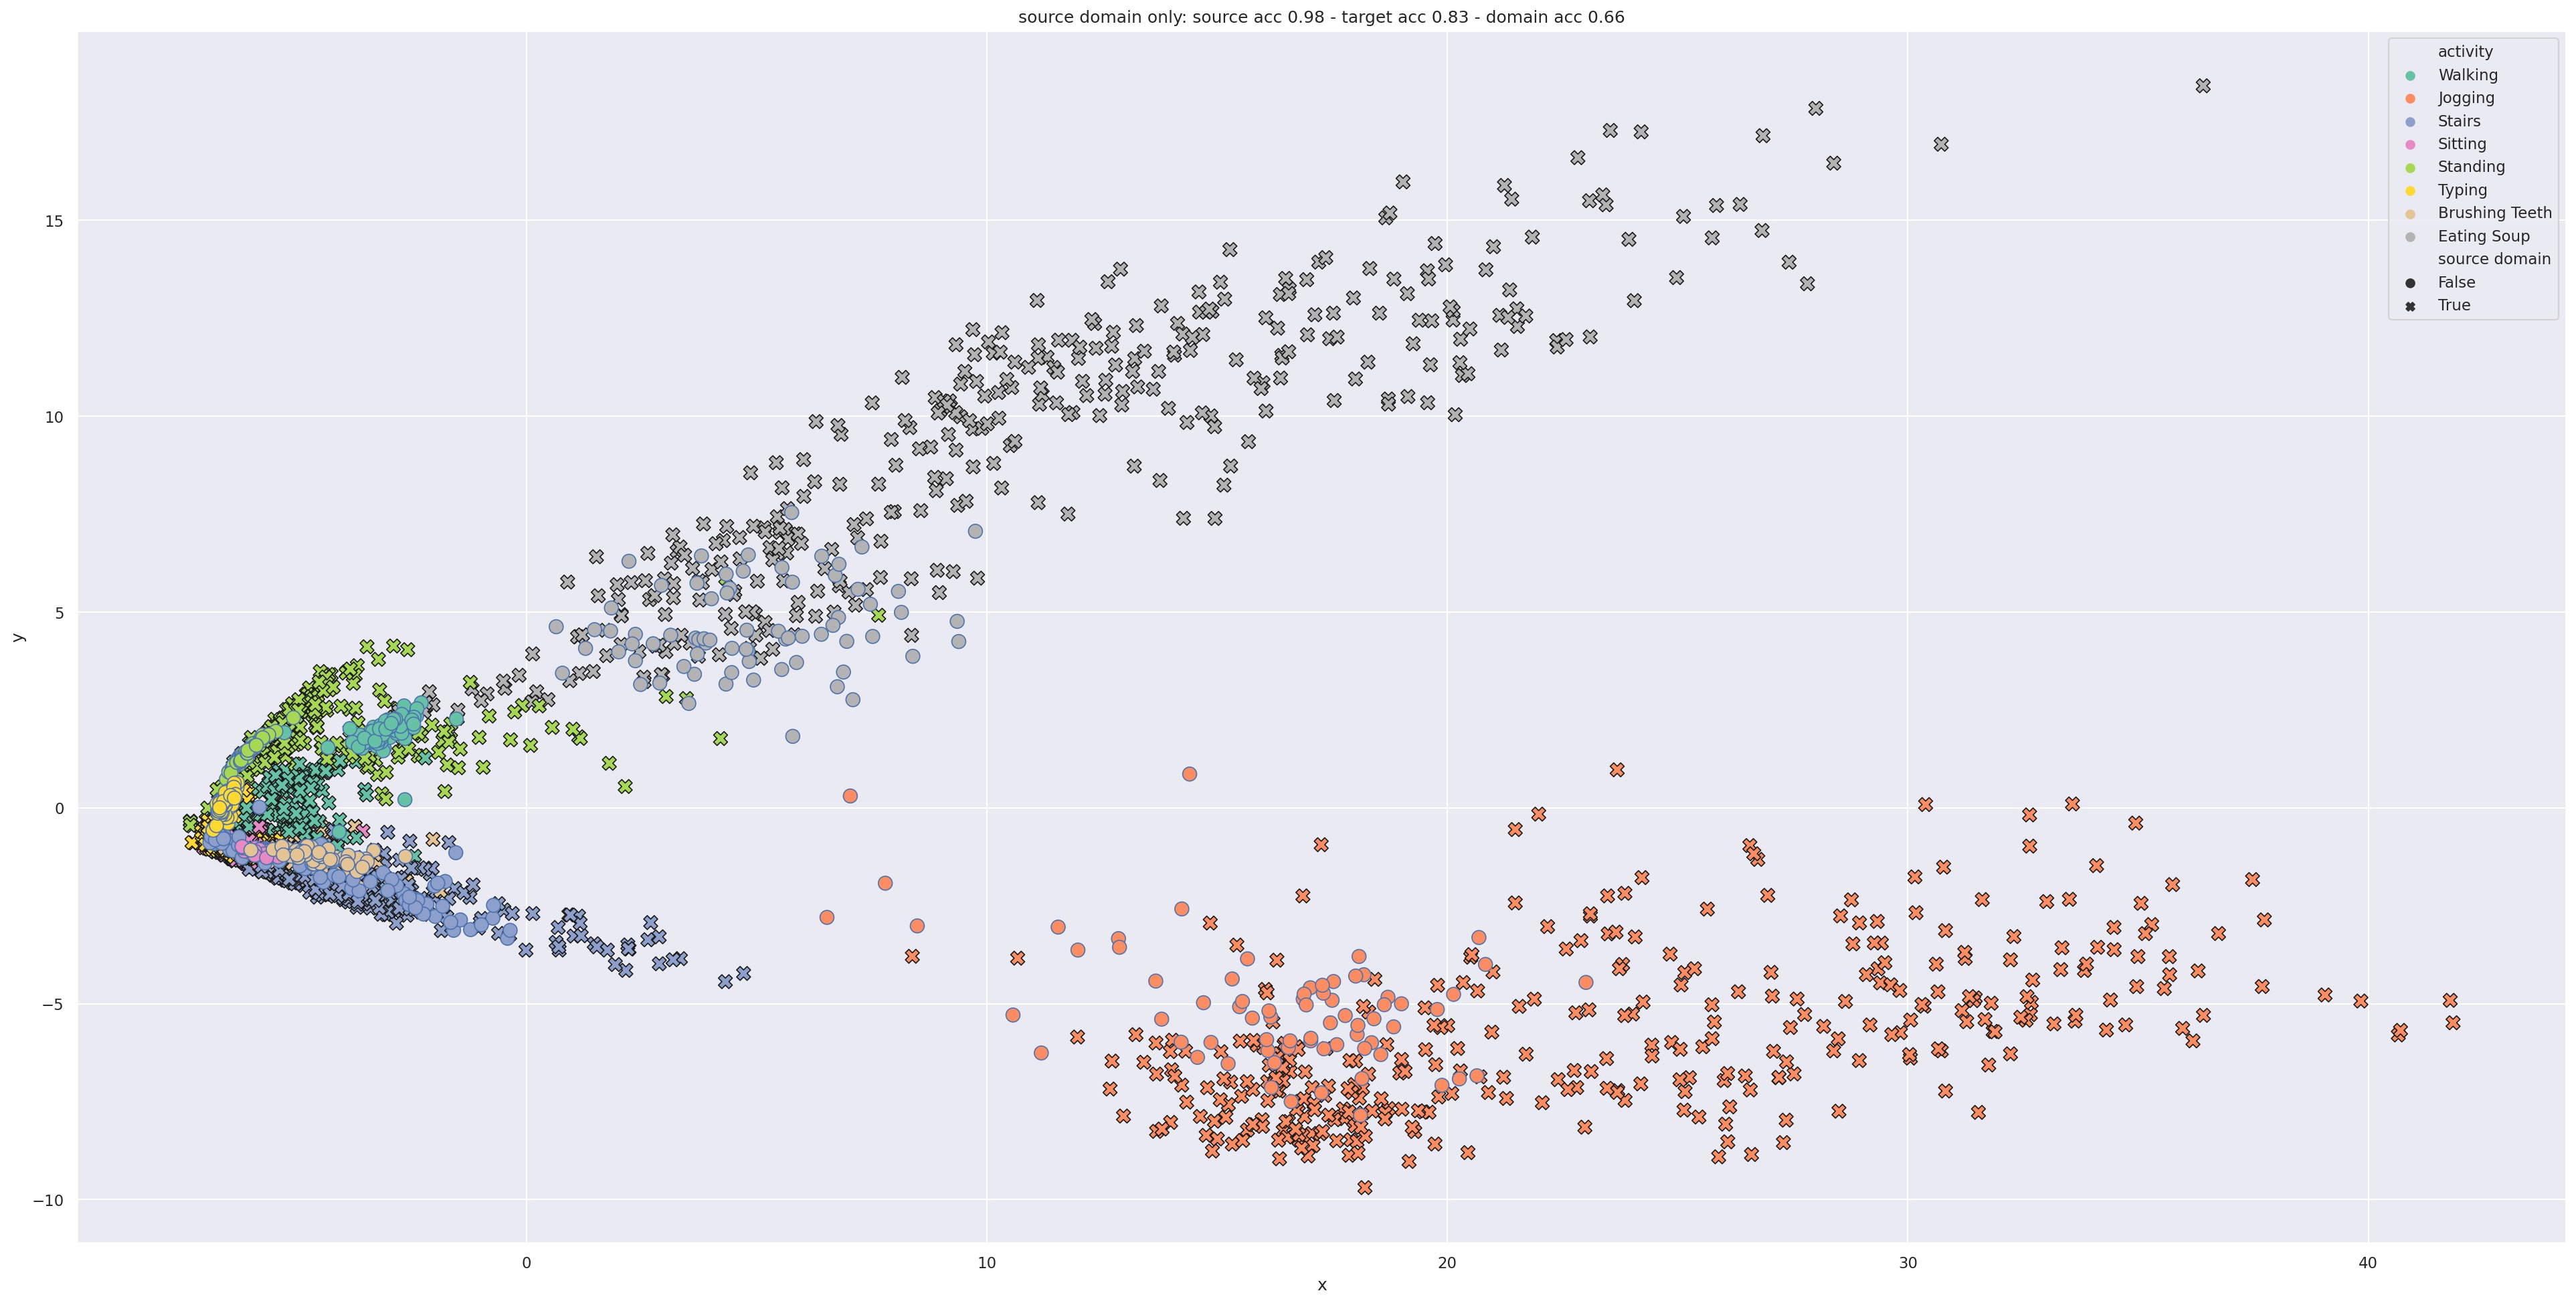 source domain only: source acc 0.98 - target acc 0.83 - domain acc 0.66
activity
Walking
Jogging
Stairs
Sitting
Standing
Typing
Brushing Teeth
Eating Soup
source domain
False
True
15
10
5
0
−5
−10
y
0
10
20
30
40
x